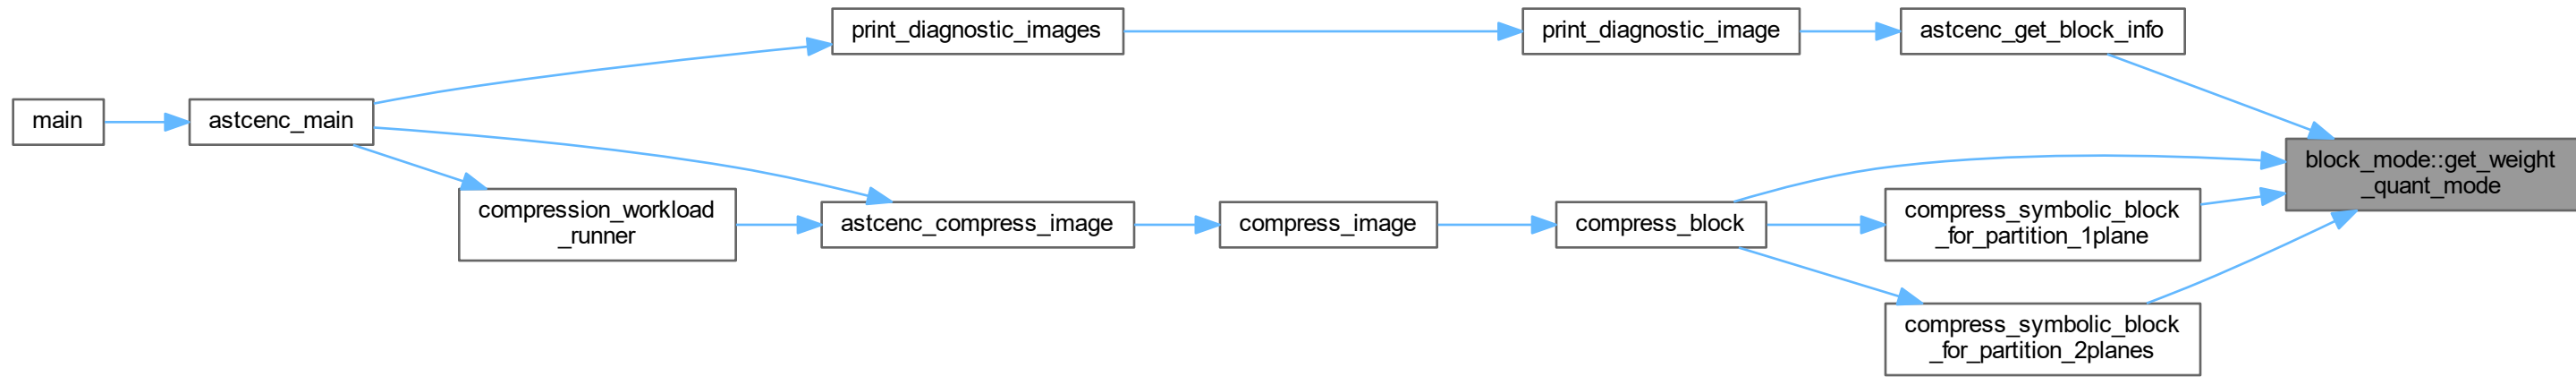 print_diagnostic_images
print_diagnostic_image
astcenc_get_block_info
main
astcenc_main
block_mode::get_weight
_quant_mode
compression_workload
_runner
astcenc_compress_image
compress_image
compress_block
compress_symbolic_block
_for_partition_1plane
compress_symbolic_block
_for_partition_2planes